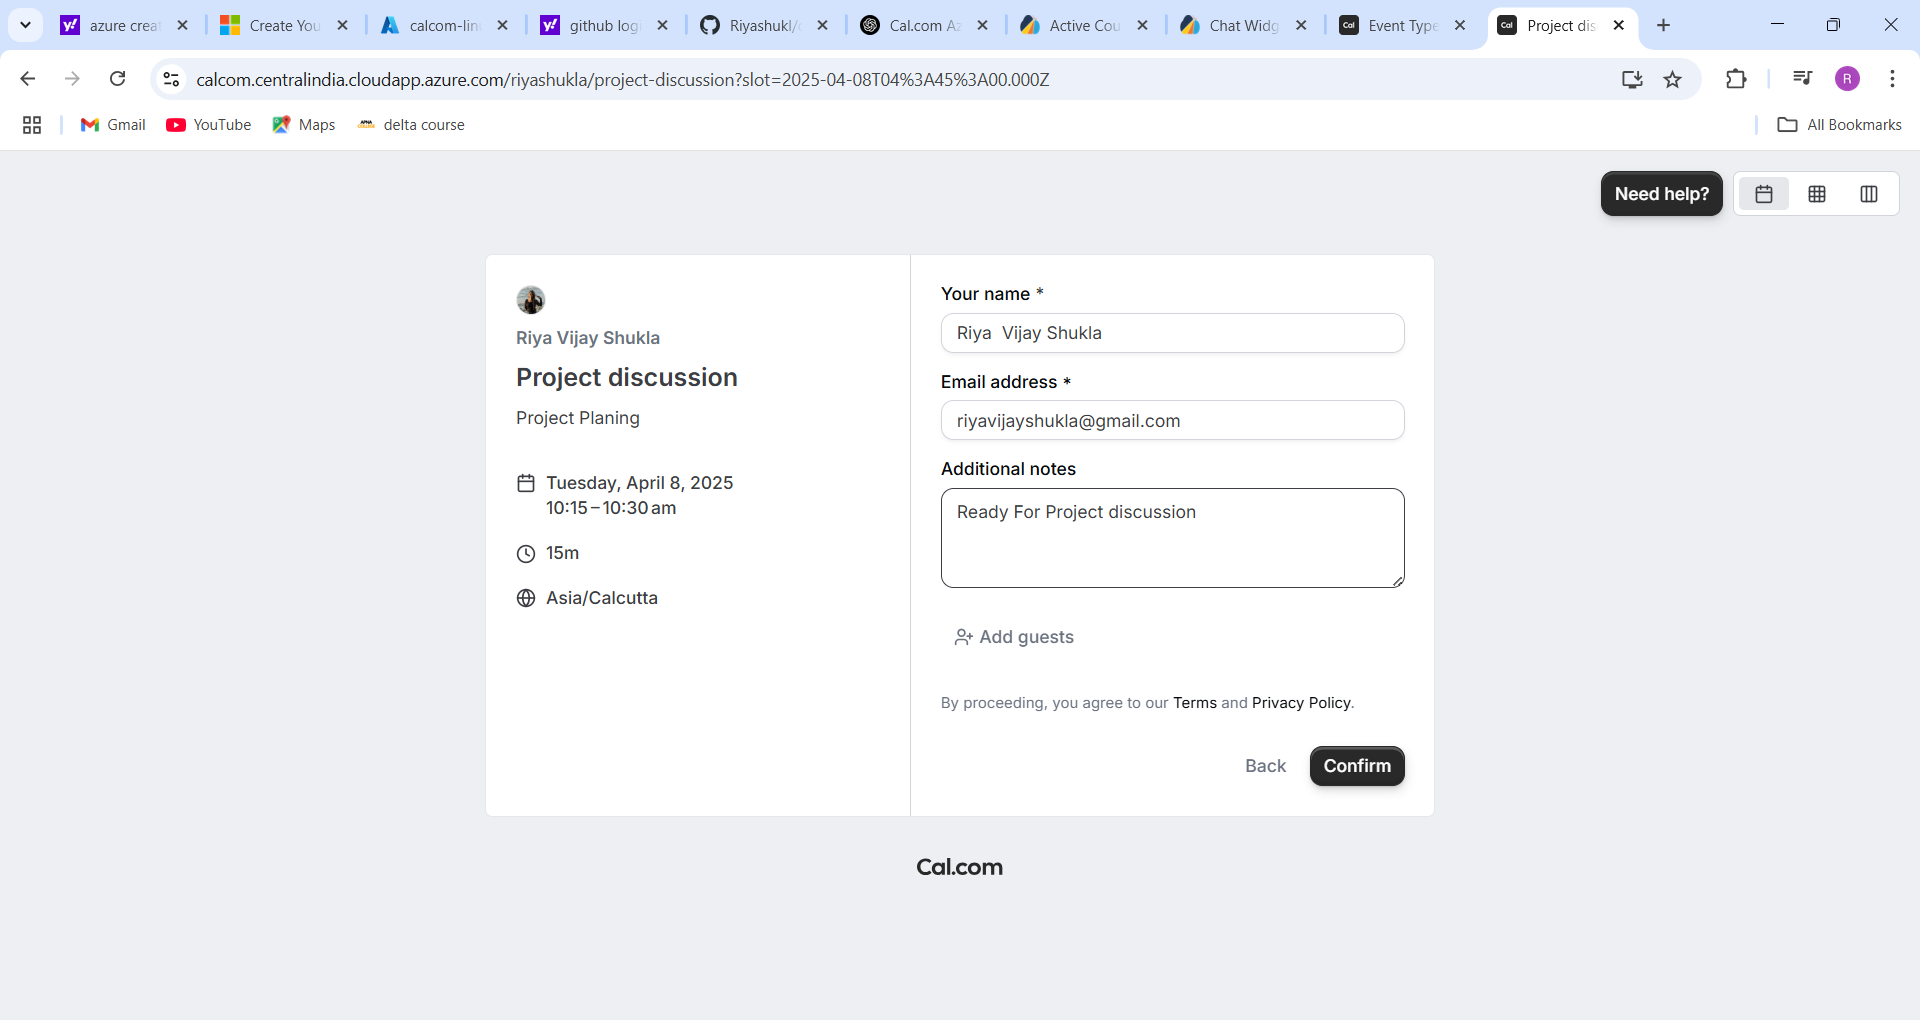 azure creat
Create You
calcom-lin
github log
Riyashukl/
Cal.com Az
Active Cou
Chat Widg
Event Type
Project dis
calcom.centralindia.cloudapp.azure.com/riyashukla/project-discussion?slot=2025-04-08T04%3A45%3A00.000Z
R
Gmail
YouTube
Maps
delta course
All Bookmarks
Need help?
Riya Vijay Shukla
Project discussion
Project Planing
Tuesday, April 8, 2025
10:15 – 10:30 am
15m
Asia/Calcutta
Your name *
Riya  Vijay Shukla
Email address *
riyavijayshukla@gmail.com
Additional notes
Ready For Project discussion
Add guests
By proceeding, you agree to our Terms and Privacy Policy.
Back
Confirm
Cal.com